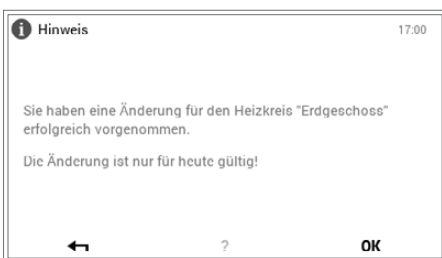 Hinweis 17:00
Sie haben eine Änderung für den Heizkreis "Erdgeschoss"
erfolgreich vorgenommen.
Die Änderung ist nur für heute gültig!
? OK